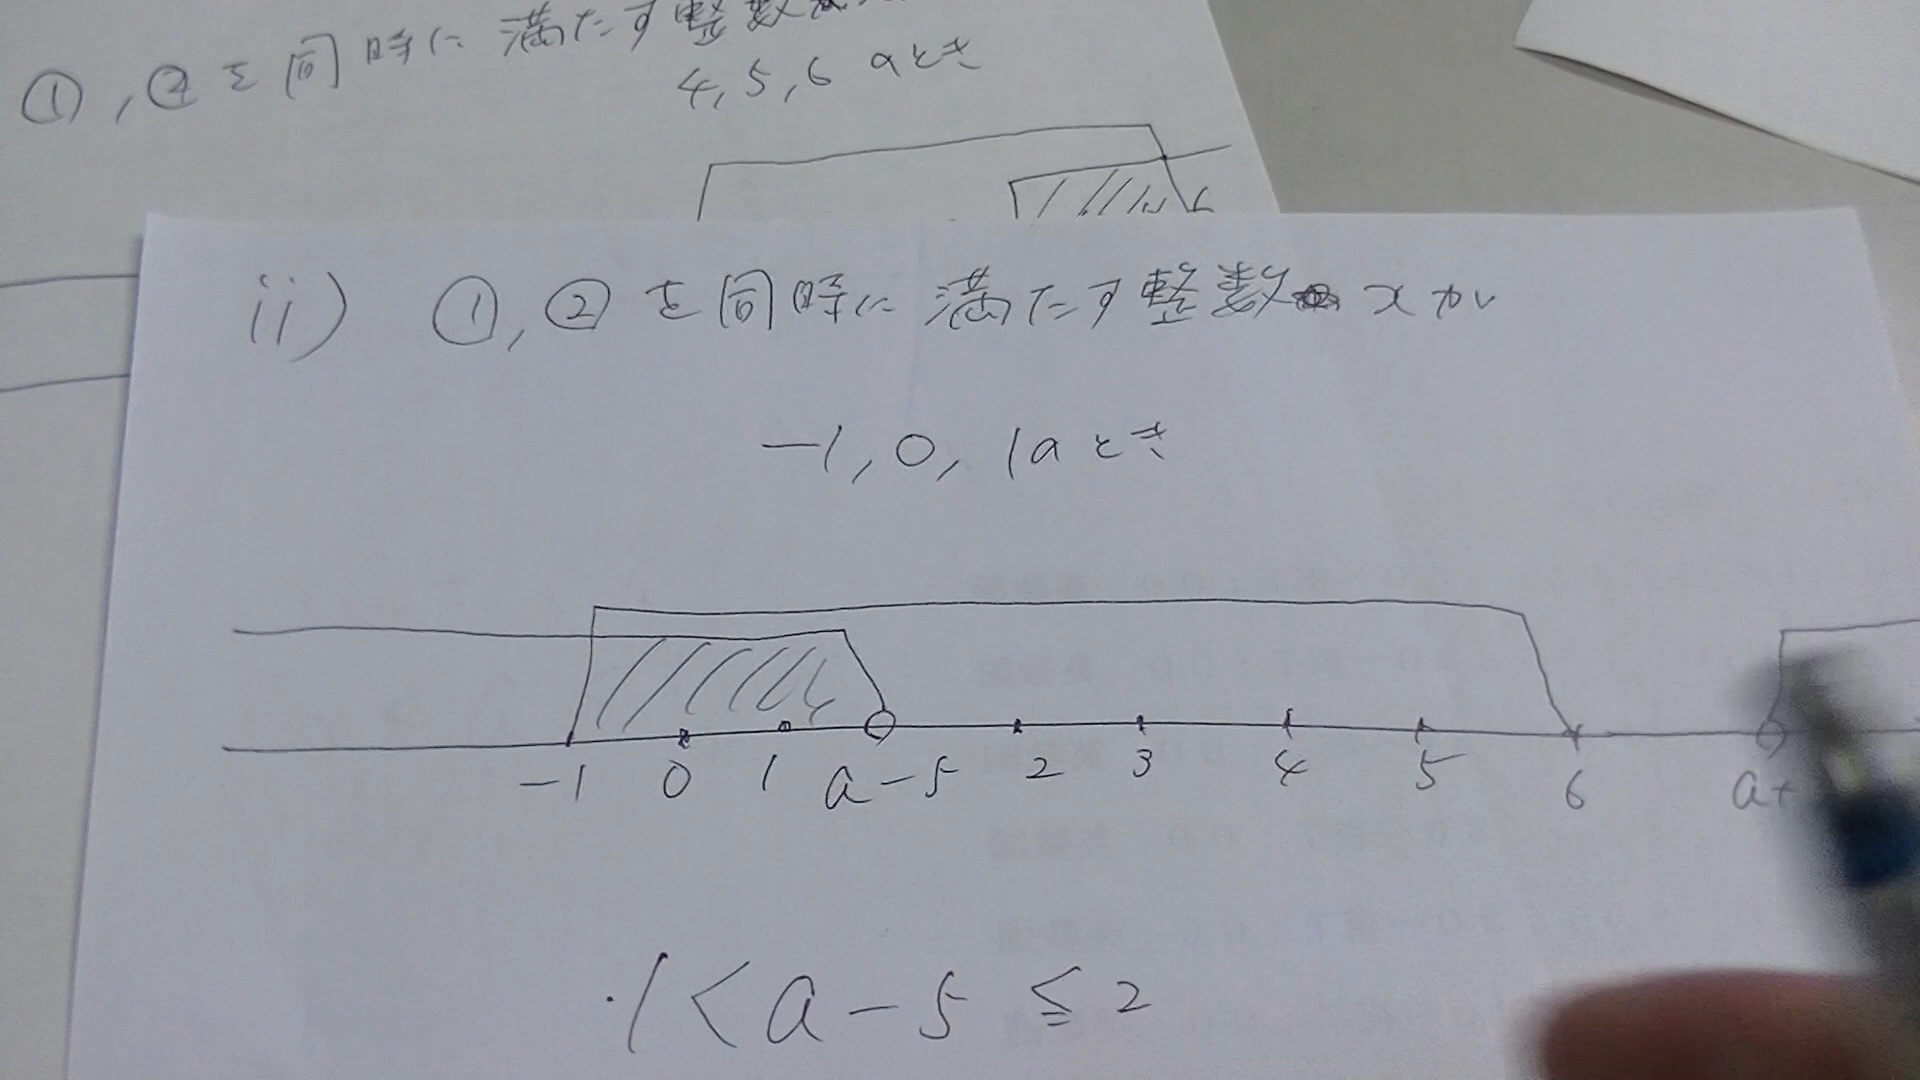 ①,②を同時に満たす整数
4,5,6のとき
ii) ①,②を同時に満たす整数 xが
-1,0,1のとき
-1 0 1 a-5 2 3 4 5 6 a+
1<a-5≦2